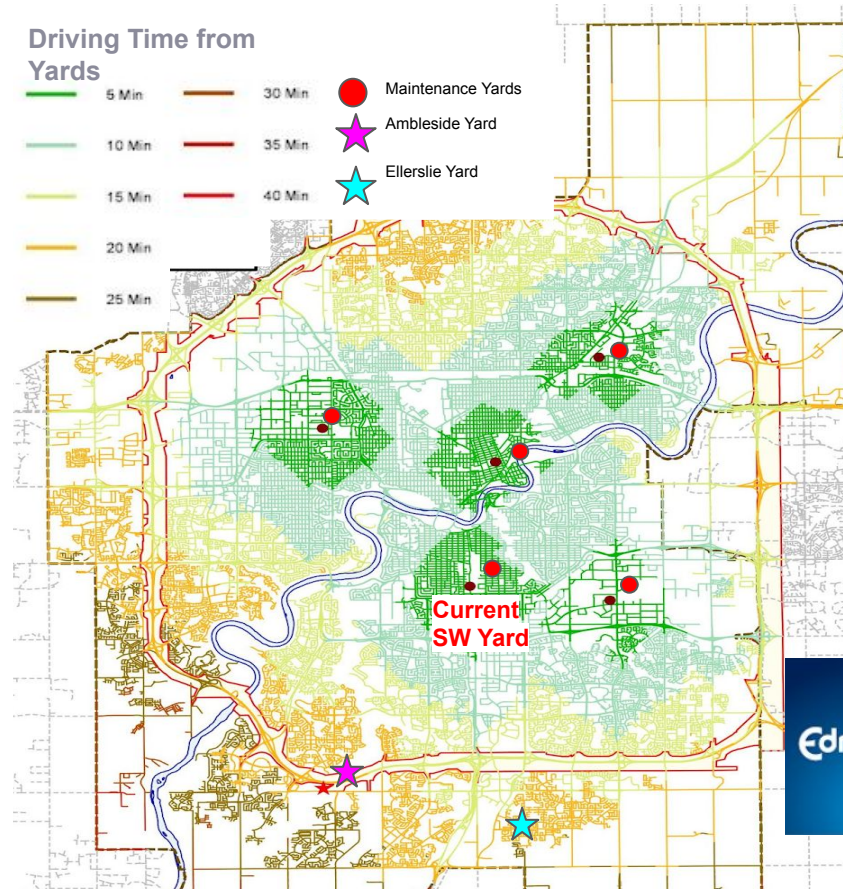 Driving Time from
Yards
5 Min
30 Min
Maintenance Yards
10 Min
35 Min
Ambleside Yard
15 Min
40 Min
Ellerslie Yard
20 Min
25 Min
Current
SW Yard